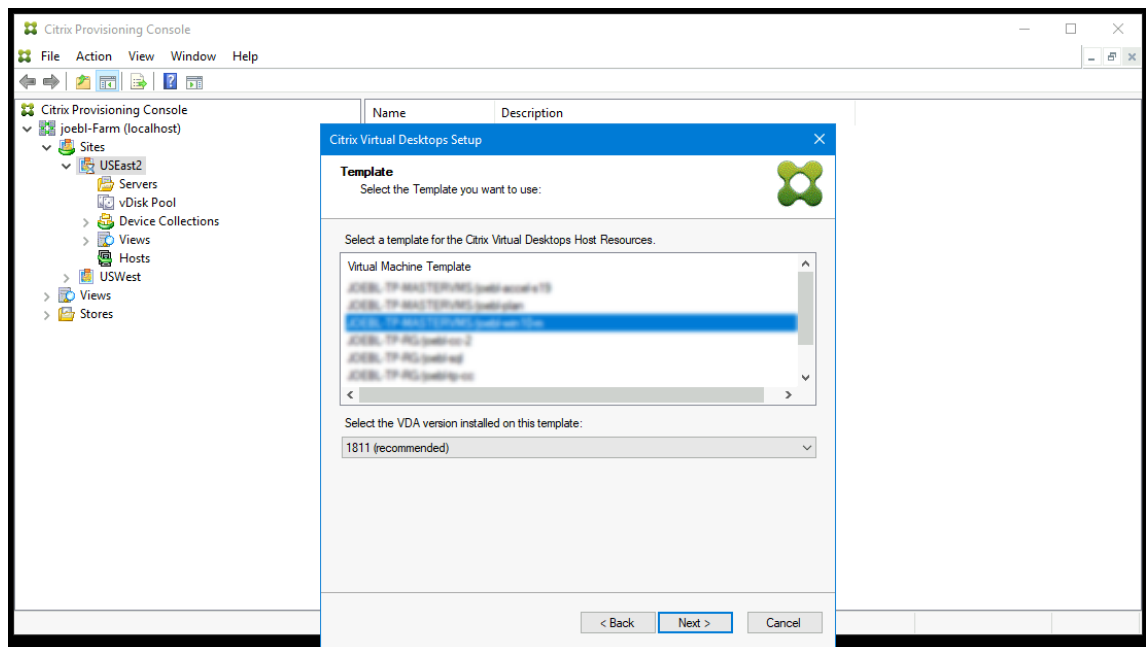 Citrix Provisioning Console
File Action View Window Help
Citrix Provisioning Console
joebl-Farm (localhost)
Sites
USEast2
Servers
vDisk Pool
Device Collections
Views
Hosts
USWest
Views
Stores
Name Description
Citrix Virtual Desktops Setup
Template
Select the Template you want to use:
Select a template for the Citrix Virtual Desktops Host Resources.
Virtual Machine Template
Select the VDA version installed on this template:
1811 (recommended)
< Back Next > Cancel